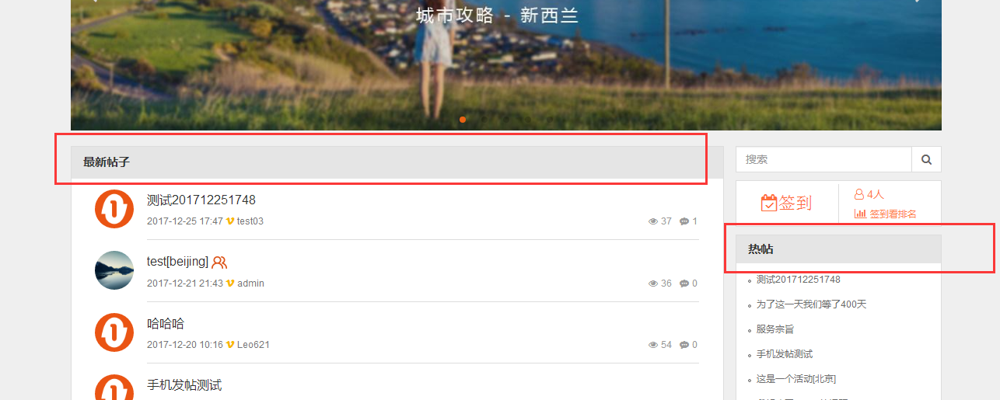 城市攻略 - 新西兰
最新帖子
测试201712251748
2017-12-25 17:47 test03
37 1
test[beijing]
2017-12-21 21:43 admin
36 0
哈哈哈
2017-12-20 10:16 Leo621
54 0
手机发帖测试
搜索
签到
4人
签到看排名
热帖
测试201712251748
为了这一天我们等了400天
服务宗旨
手机发帖测试
这是一个活动[北京]